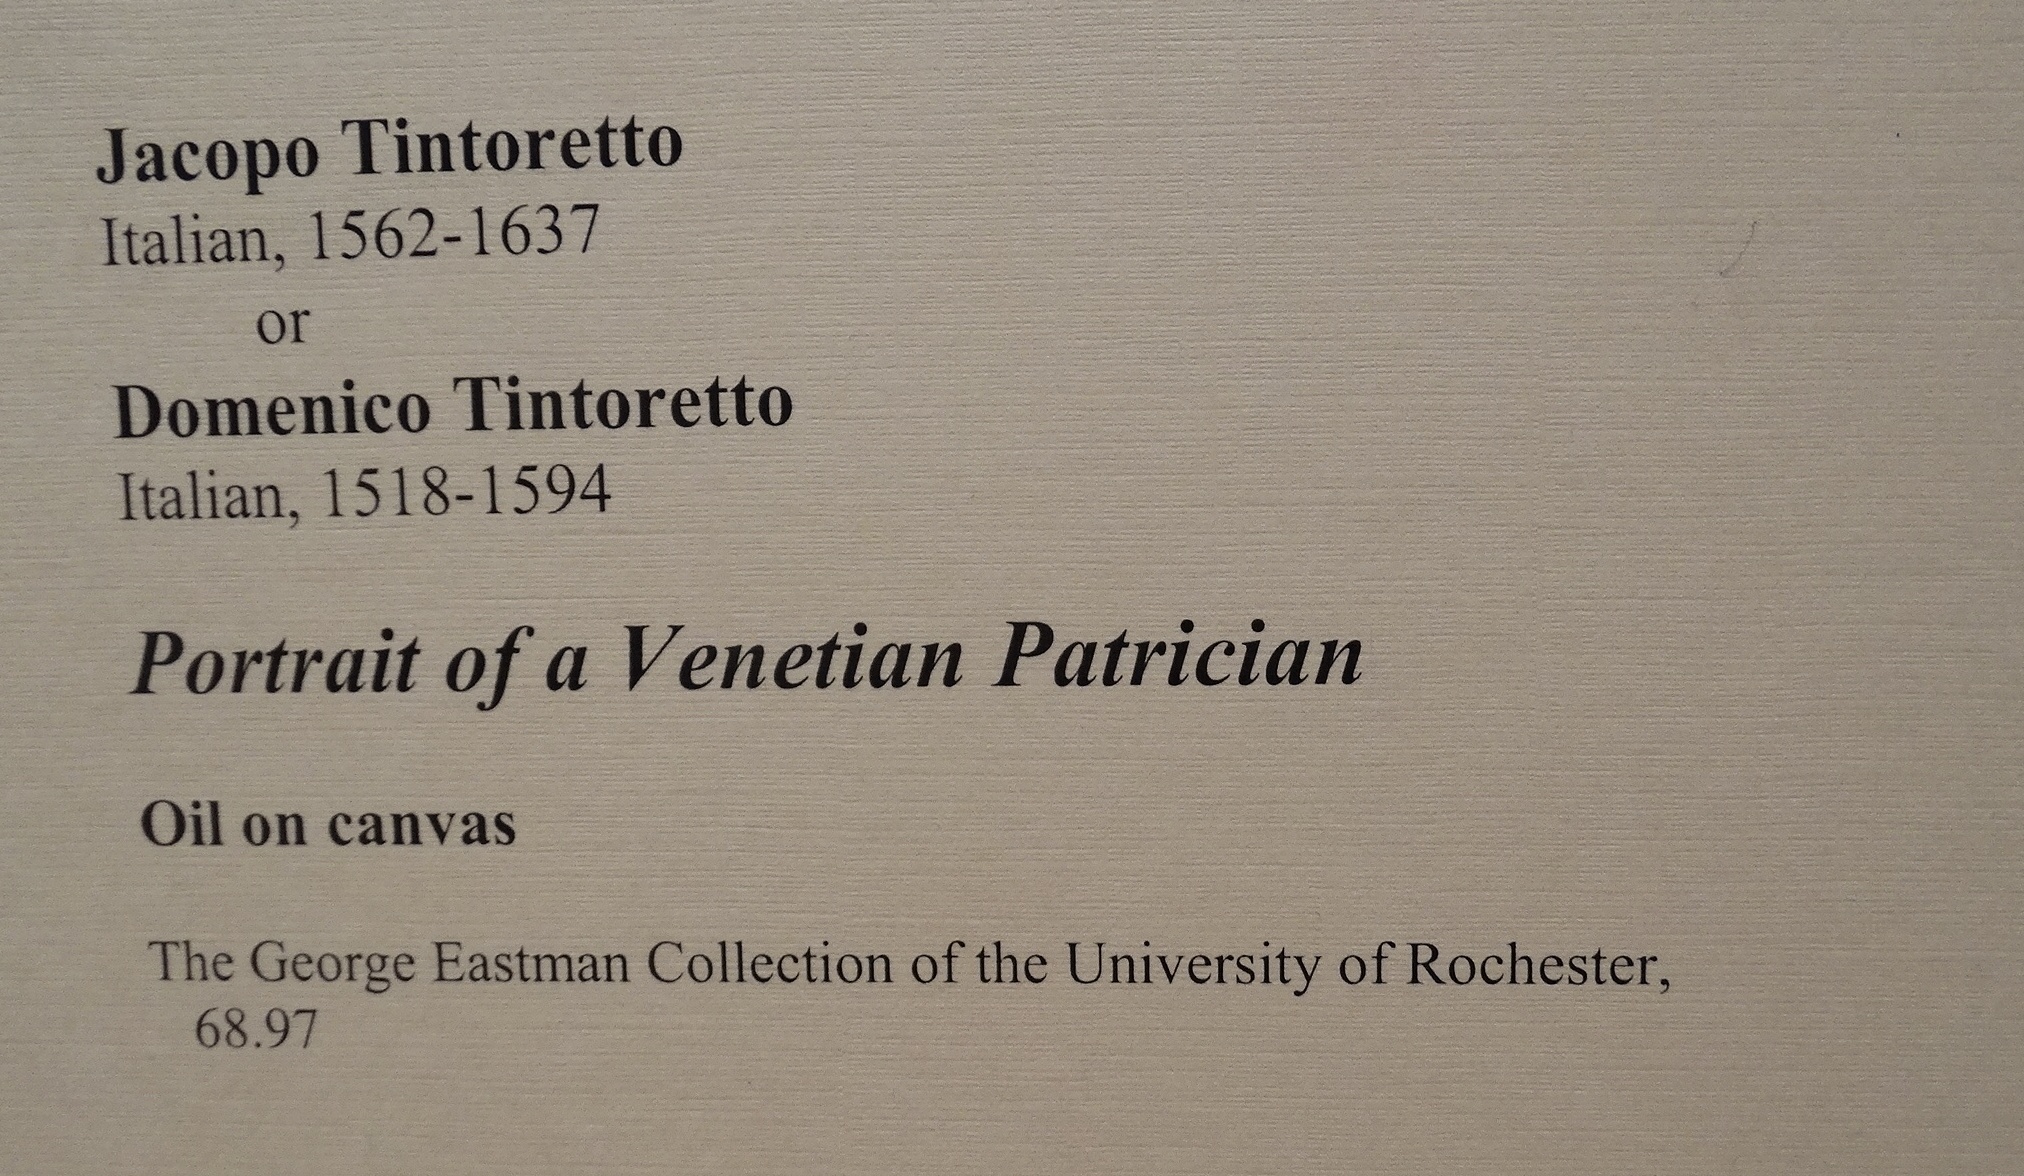 Jacopo Tintoretto
Italian, 1562-1637
or
Domenico Tintoretto
Italian, 1518-1594
Portrait of a Venetian Patrician
Oil on canvas
The George Eastman Collection of the University of Rochester,
68.97